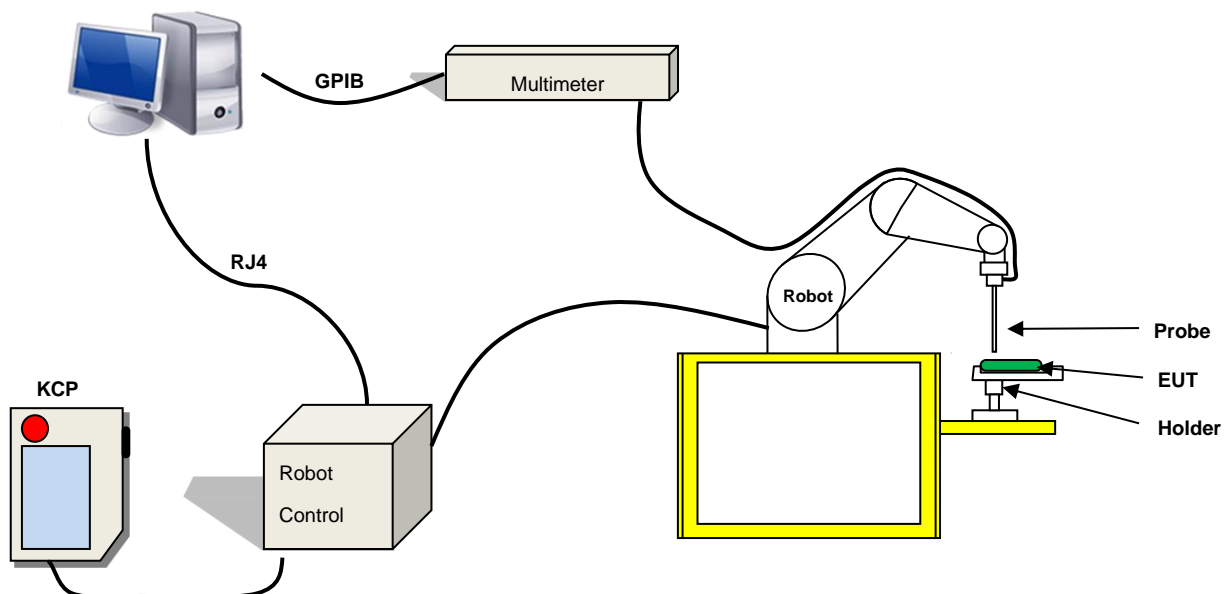 GPIB
Multimeter
RJ4
Robot
Probe
EUT
Holder
KCP
Robot
Control